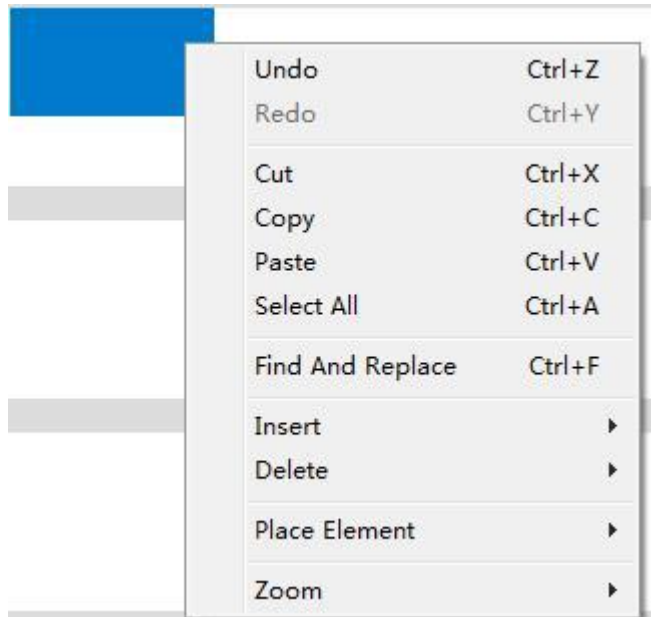 Undo Ctrl+Z
Redo Ctrl+Y
Cut Ctrl+X
Copy Ctrl+C
Paste Ctrl+V
Select All Ctrl+A
Find And Replace Ctrl+F
Insert
Delete
Place Element
Zoom